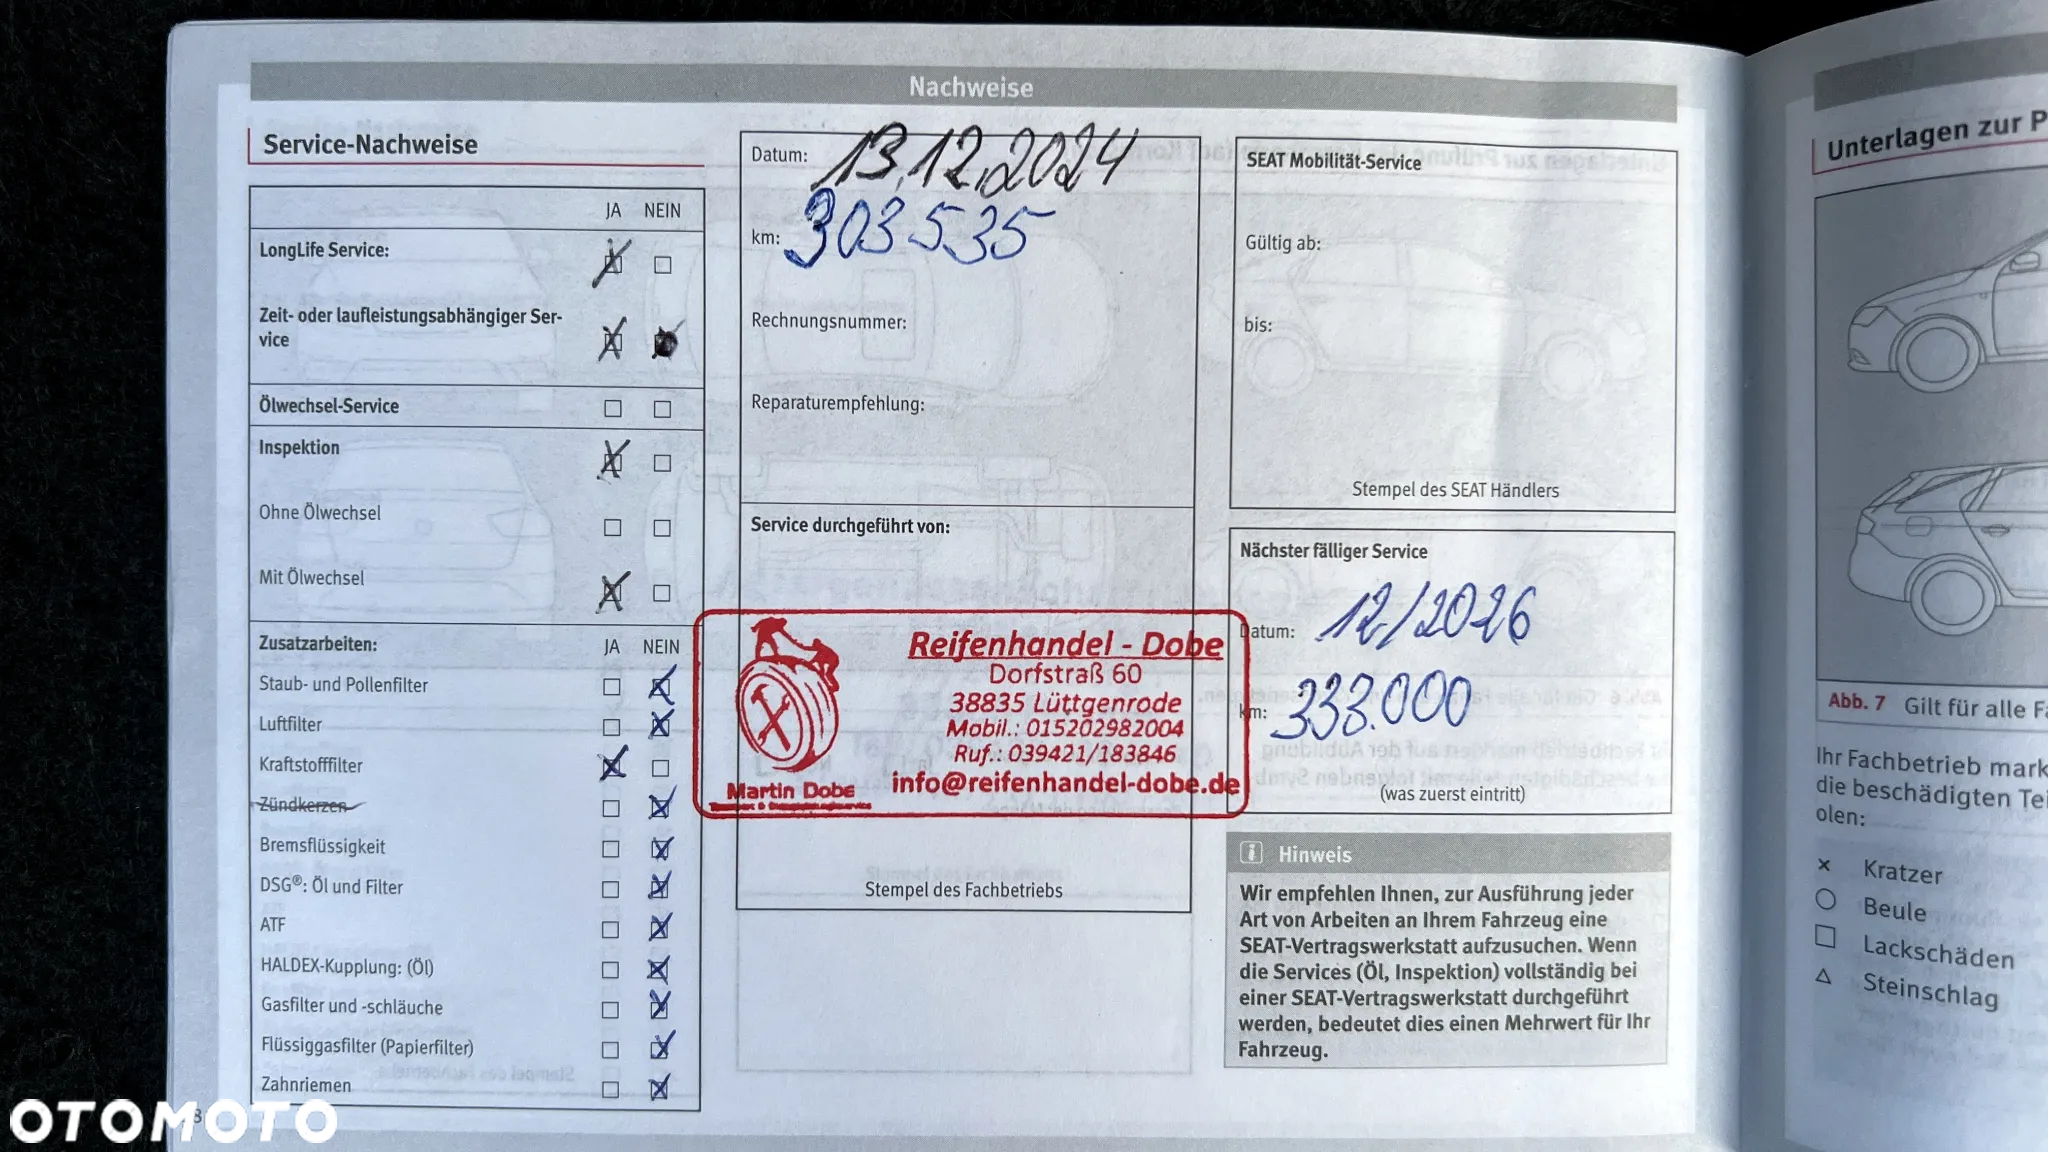 Nachweise
Service-Nachweise
JA NEIN
LongLife Service:
Zeit- oder laufleistungsabhängiger Ser-
vice
Ölwechsel-Service
Inspektion
Ohne Ölwechsel
Mit Ölwechsel
Zusatzarbeiten:
JA NEIN
Staub- und Pollenfilter
Luftfilter
Kraftstofffilter
Zündkerzen
Bremsflüssigkeit
DSG®: Öl und Filter
ATF
HALDEX-Kupplung: (Öl)
Gasfilter und -schläuche
Flüssiggasfilter (Papierfilter)
Zahnriemen
Datum: 13.12.2024
km: 303535
Rechnungsnummer:
Reparaturempfehlung:
Service durchgeführt von:
Reifenhandel - Dobe
Dorfstraß 60
38835 Lüttgenrode
Mobil.: 015202982004
Ruf.: 039421/183846
info@reifenhandel-dobe.de
Martin Dobe
Stempel des Fachbetriebs
SEAT Mobilität-Service
Gültig ab:
bis:
Stempel des SEAT Händlers
Nächster fälliger Service
Datum: 12/2026
km: 333.000
(was zuerst eintritt)
i Hinweis
Wir empfehlen Ihnen, zur Ausführung jeder
Art von Arbeiten an Ihrem Fahrzeug eine
SEAT-Vertragswerkstatt aufzusuchen. Wenn
die Services (Öl, Inspektion) vollständig bei
einer SEAT-Vertragswerkstatt durchgeführt
werden, bedeutet dies einen Mehrwert für Ihr
Fahrzeug.
Unterlagen zur P
Abb. 7 Gilt für alle Fa
Ihr Fachbetrieb mark
die beschädigten Tei
olen:
× Kratzer
○ Beule
□ Lackschäden
△ Steinschlag
8
OTOMOTO